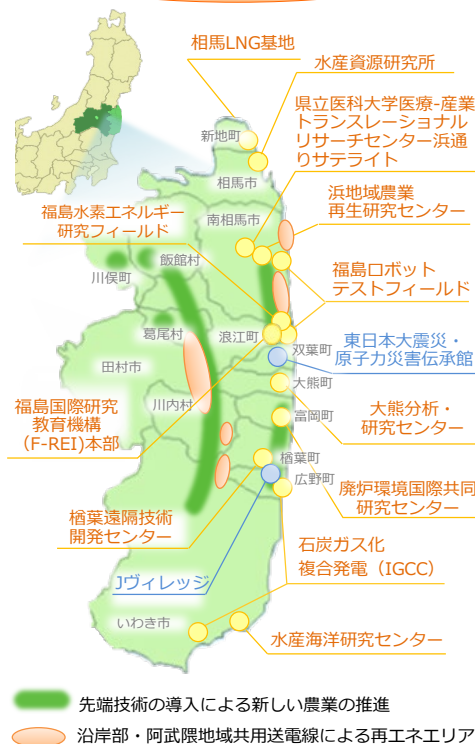 相馬LNG基地
水産資源研究所
県立医科大学医療-産業
トランスレーショナル
リサーチセンター浜通
りサテライト
新地町
相馬市
浜地域農業
再生研究センター
福島水素エネルギー
研究フィールド
南相馬市
飯館村
川俣町
福島ロボット
テストフィールド
葛尾村
浪江町
双葉町
東日本大震災・
原子力災害伝承館
田村市
大熊町
川内村
福島国際研究
教育機構
(F-REI)本部
富岡町
大熊分析・
研究センター
楢葉町
広野町
廃炉環境国際共同
研究センター
楢葉遠隔技術
開発センター
石炭ガス化
複合発電（IGCC）
Jヴィレッジ
いわき市
水産海洋研究センター
先端技術の導入による新しい農業の推進
沿岸部・阿武隈地域共用送電線による再エネエリア